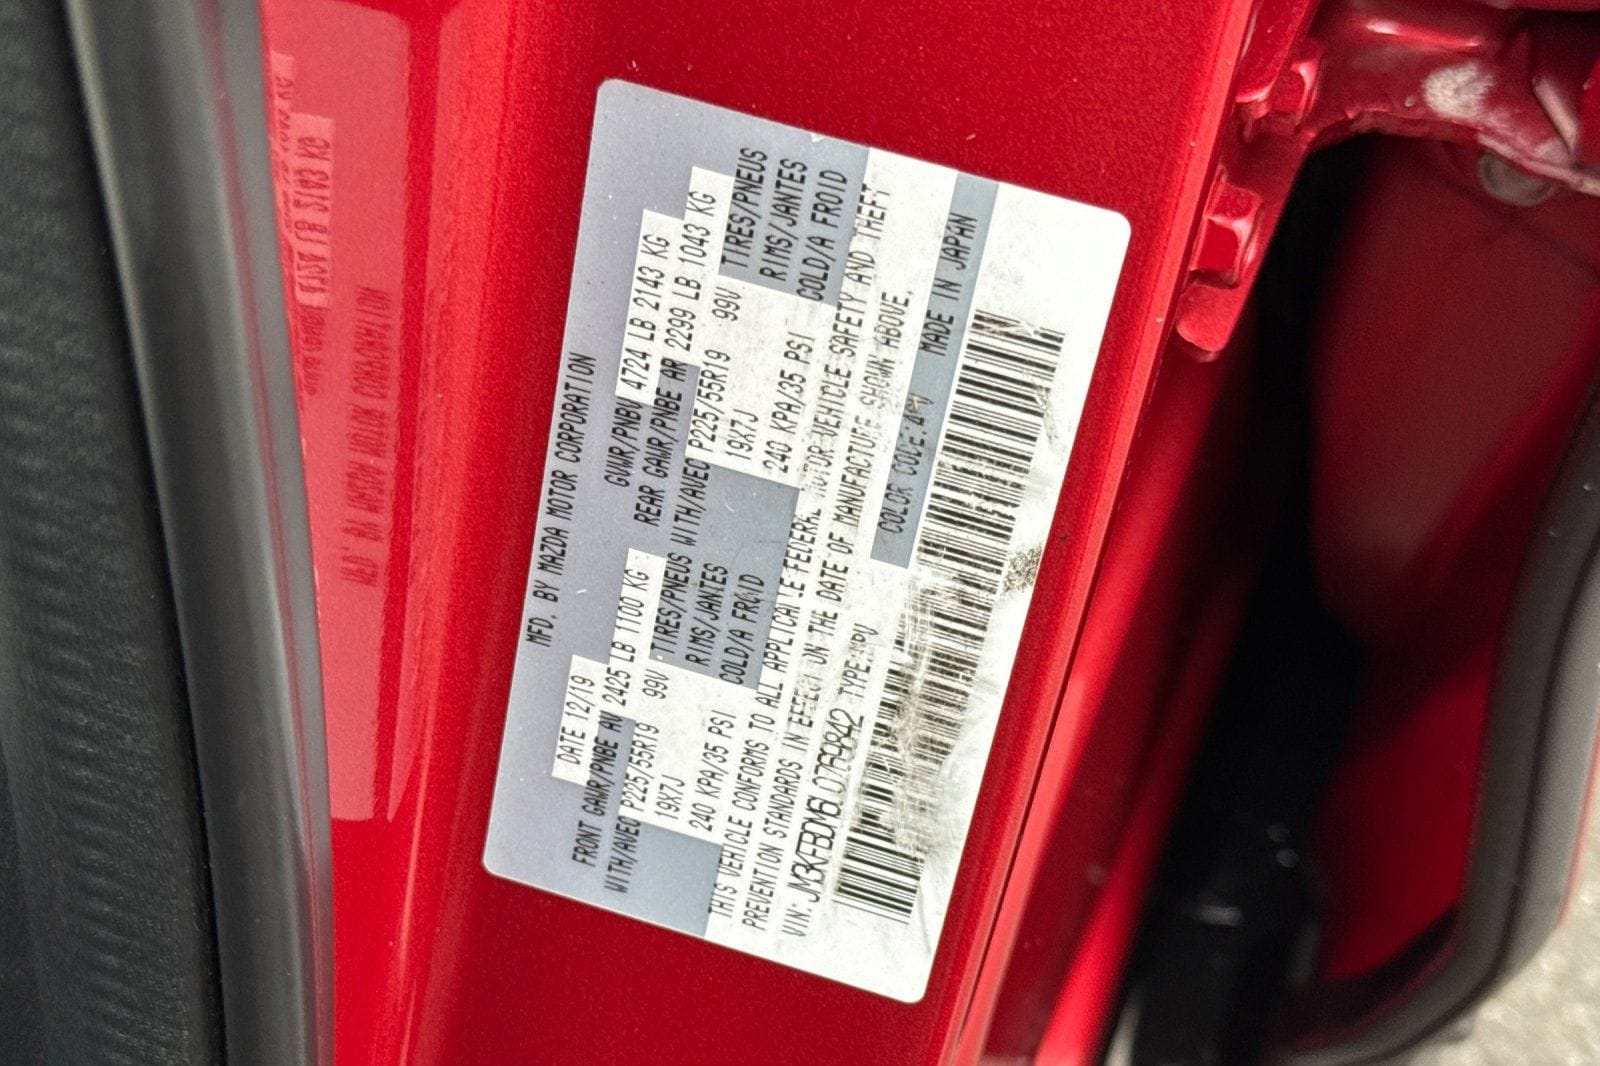 MFD. BY MAZDA MOTOR CORPORATION
DATE 12/19 GVWR/PNBV 4724 LB 2143 KG
FRONT GAWR/PNBE AV 2425 LB 1100 KG REAR GAWR/PNBE AR 2299 LB 1043 KG
WITH/AVEC P225/55R19 99V TIRES/PNEUS WITH/AVEC P225/55R19 99V TIRES/PNEUS
19X7J RIMS/JANTES 19X7J RIMS/JANTES
240 KPA/35 PSI COLD/A FROID 240 KPA/35 PSI COLD/A FROID
THIS VEHICLE CONFORMS TO ALL APPLICABLE FEDERAL MOTOR VEHICLE SAFETY AND THEFT
PREVENTION STANDARDS IN EFFECT ON THE DATE OF MANUFACTURE SHOWN ABOVE.
VIN: JM3KFBDM6L0769842 TYPE:MPV COLOR CODE: MADE IN JAPAN